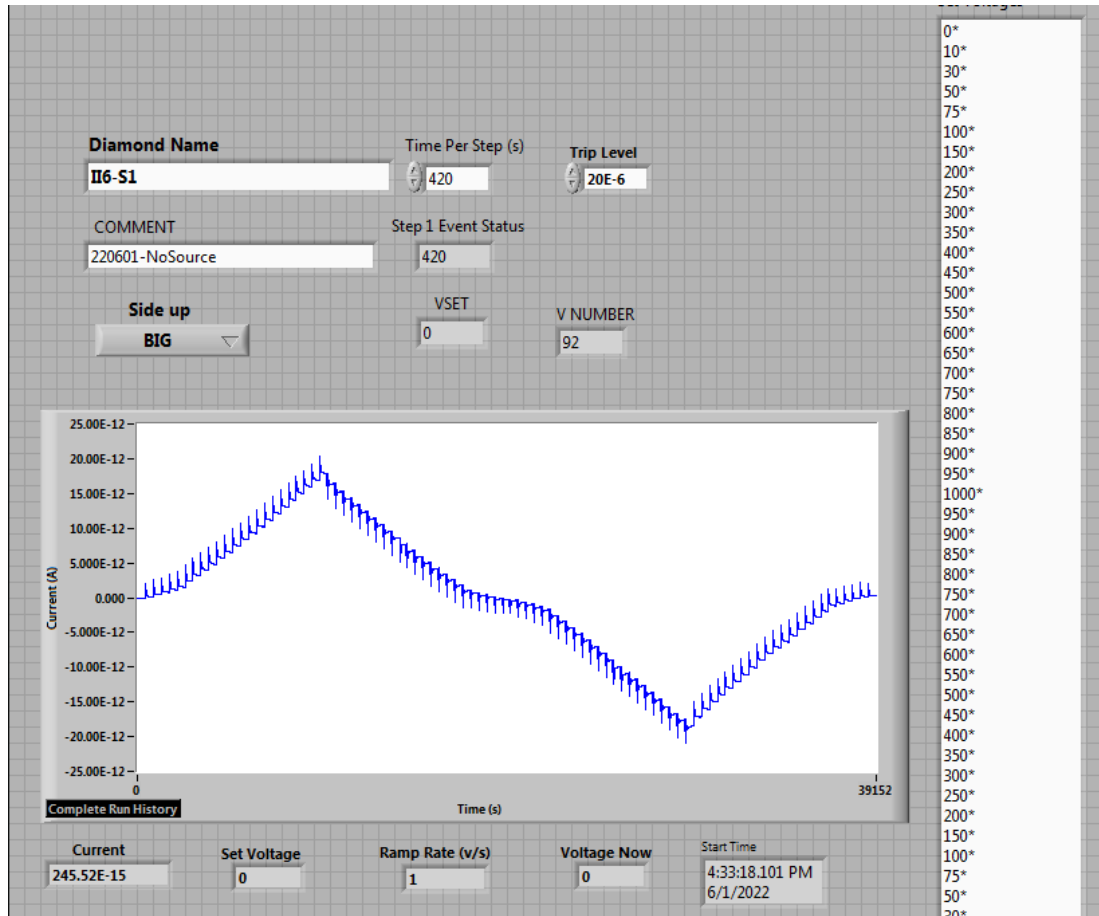 Set Voltages
Diamond Name
II6-S1
Time Per Step (s)
420
Trip Level
20E-6
COMMENT
220601-NoSource
Step 1 Event Status
420
Side up
BIG
VSET
0
V NUMBER
92
25.00E-12
20.00E-12
15.00E-12
10.00E-12
5.000E-12
0.000
-5.000E-12
-10.00E-12
-15.00E-12
-20.00E-12
-25.00E-12
Current (A)
0
39152
Time (s)
Complete Run History
Current
245.52E-15
Set Voltage
0
Ramp Rate (v/s)
1
Voltage Now
0
Start Time
4:33:18.101 PM
6/1/2022
0*
10*
30*
50*
75*
100*
150*
200*
250*
300*
350*
400*
450*
500*
550*
600*
650*
700*
750*
800*
850*
900*
950*
1000*
950*
900*
850*
800*
750*
700*
650*
600*
550*
500*
450*
400*
350*
300*
250*
200*
150*
100*
75*
50*
30*